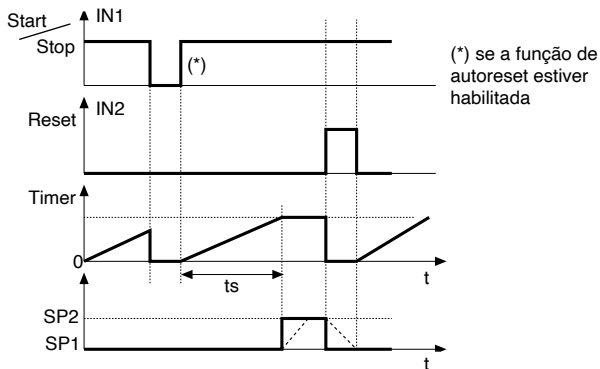 Start
IN1
Stop
(*)
(*) se a função de
autoreset estiver
habilitada
IN2
Reset
Timer
0
ts
t
SP2
SP1
t